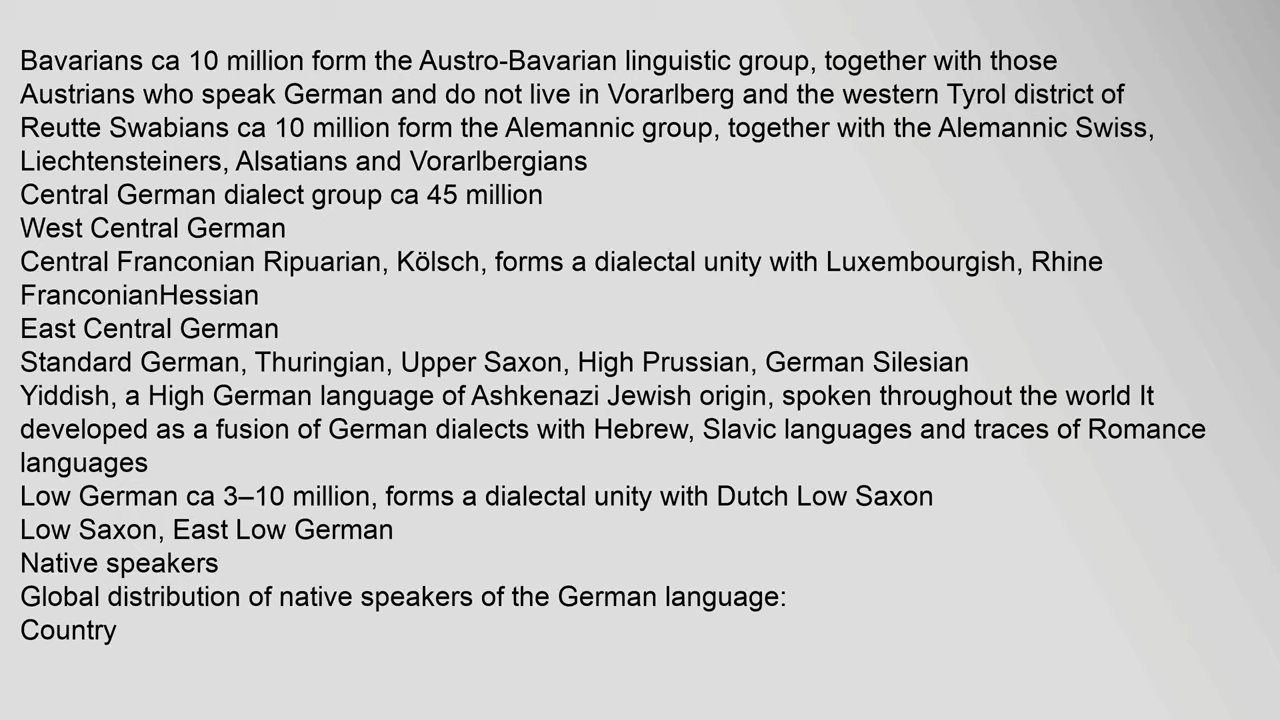 Bavarians ca 10 million form the Austro-Bavarian linguistic group, together with those
Austrians who speak German and do not live in Vorarlberg and the western Tyrol district of
Reutte Swabians ca 10 million form the Alemannic group, together with the Alemannic Swiss,
Liechtensteiners, Alsatians and Vorarlbergians
Central German dialect group ca 45 million
West Central German
Central Franconian Ripuarian, Kölsch, forms a dialectal unity with Luxembourgish, Rhine
FranconianHessian
East Central German
Standard German, Thuringian, Upper Saxon, High Prussian, German Silesian
Yiddish, a High German language of Ashkenazi Jewish origin, spoken throughout the world It
developed as a fusion of German dialects with Hebrew, Slavic languages and traces of Romance
languages
Low German ca 3–10 million, forms a dialectal unity with Dutch Low Saxon
Low Saxon, East Low German
Native speakers
Global distribution of native speakers of the German language:
Country